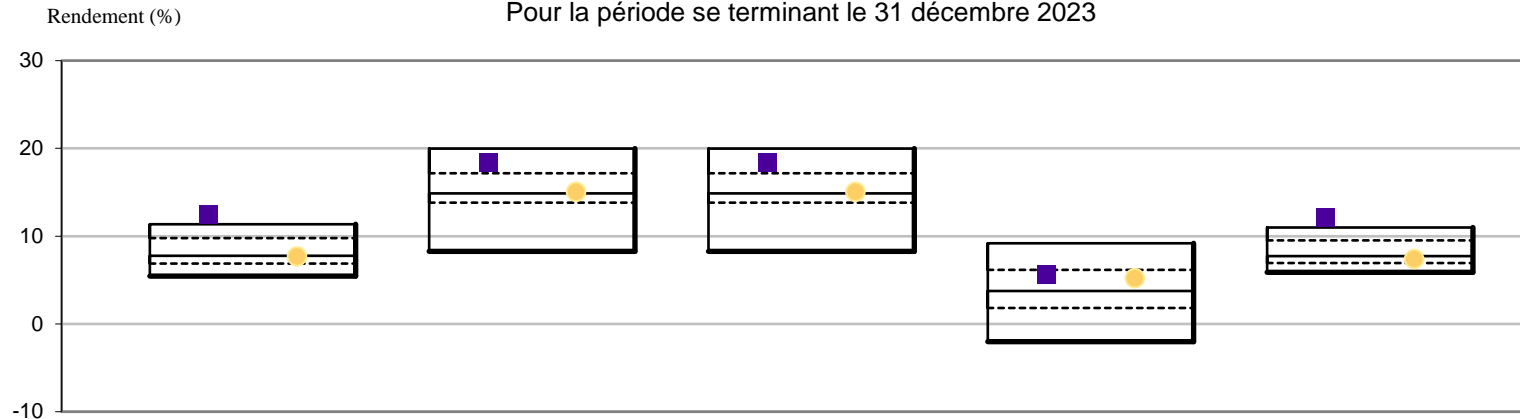 Pour la période se terminant le 31 décembre 2023
Rendement (%)
30
20
10
0
-10